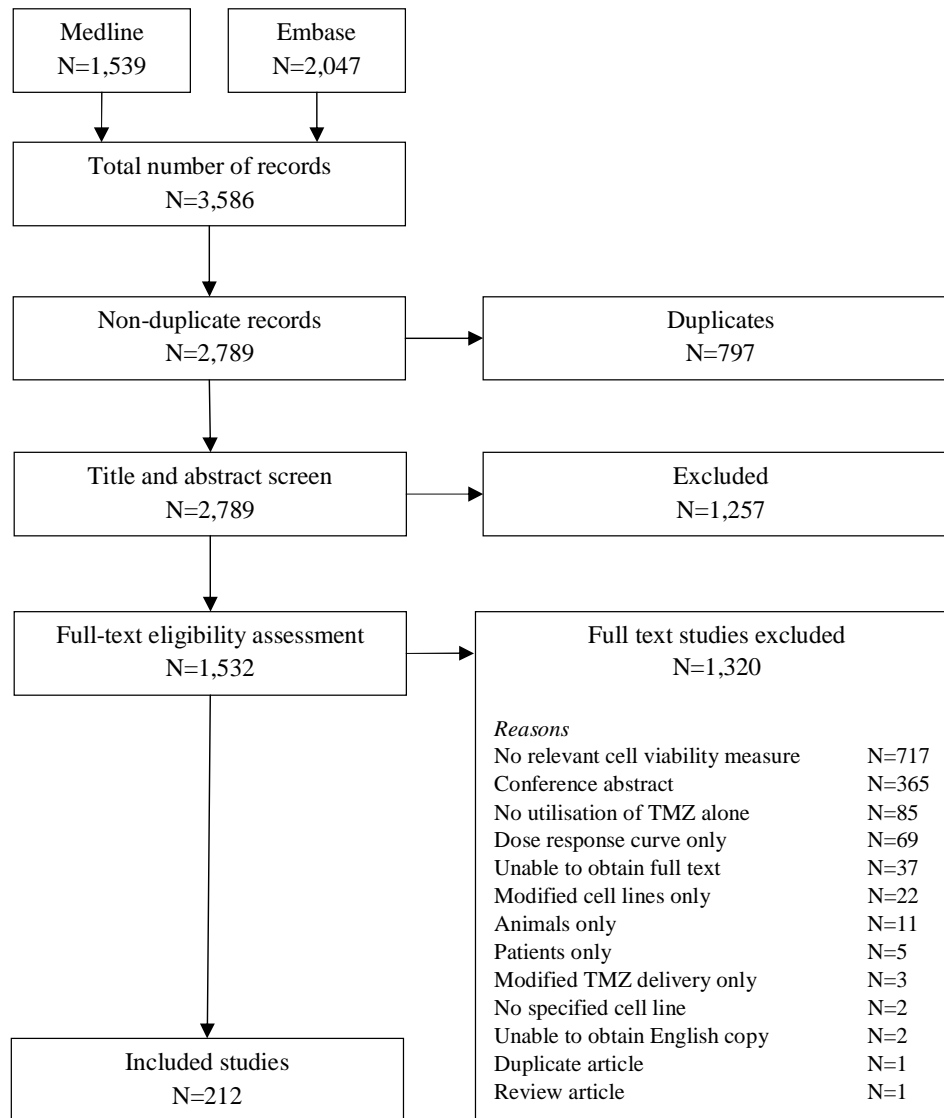 Medline
N=1,539
Embase
N=2,047
Total number of records
N=3,586
Non-duplicate records
N=2,789
Duplicates
N=797
Title and abstract screen
N=2,789
Excluded
N=1,257
Full-text eligibility assessment
N=1,532
Full text studies excluded
N=1,320
Reasons
No relevant cell viability measure N=717
Conference abstract N=365
No utilisation of TMZ alone N=85
Dose response curve only N=69
Unable to obtain full text N=37
Modified cell lines only N=22
Animals only N=11
Patients only N=5
Modified TMZ delivery only N=3
No specified cell line N=2
Unable to obtain English copy N=2
Duplicate article N=1
Review article N=1
Included studies
N=212